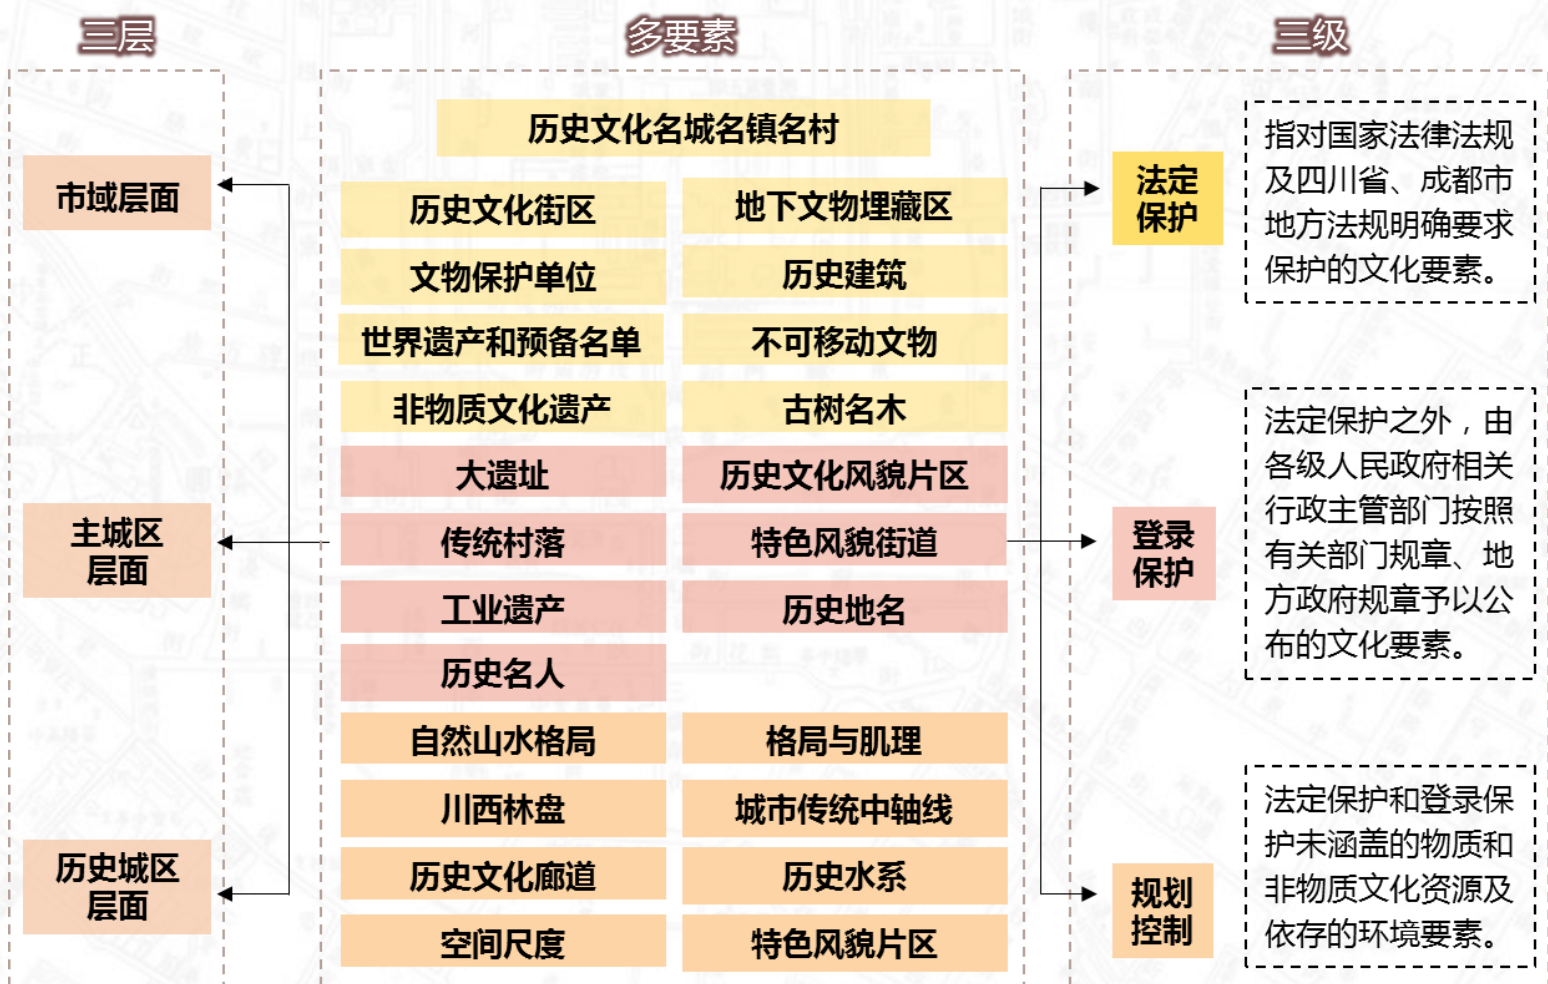 三层
多要素
三级
市域层面
主城区
层面
历史城区
层面
历史文化名城名镇名村
历史文化街区
地下文物埋藏区
文物保护单位
历史建筑
世界遗产和预备名单
不可移动文物
非物质文化遗产
古树名木
大遗址
历史文化风貌片区
传统村落
特色风貌街道
工业遗产
历史地名
历史名人
自然山水格局
格局与肌理
川西林盘
城市传统中轴线
历史文化廊道
历史水系
空间尺度
特色风貌片区
法定
保护
指对国家法律法规
及四川省、成都市
地方法规明确要求
保护的文化要素。
登录
保护
法定保护之外，由
各级人民政府相关
行政主管部门按照
有关部门规章、地
方政府规章予以公
布的文化要素。
规划
控制
法定保护和登录保
护未涵盖的物质和
非物质文化资源及
依存的环境要素。